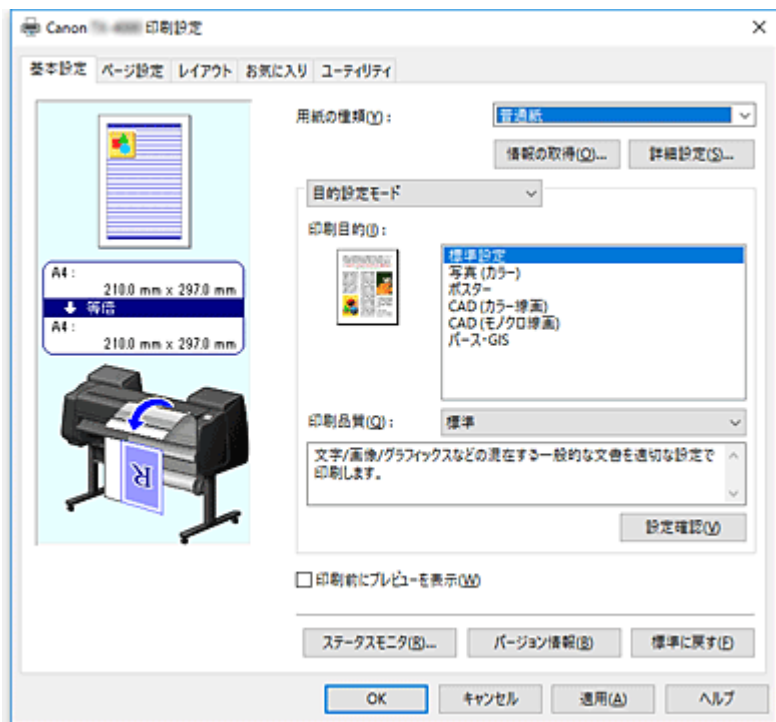 Canon 印刷設定
基本設定 ページ設定 レイアウト お気に入り ユーティリティ
用紙の種類(Y):
普通紙
情報の取得(O)...
詳細設定(S)...
目的設定モード
印刷目的(I):
標準設定
写真 (カラー)
ポスター
CAD (カラー線画)
CAD (モノクロ線画)
パース・GIS
A4 :
210.0 mm x 297.0 mm
等倍
A4 :
210.0 mm x 297.0 mm
R
印刷品質(Q):
標準
文字/画像/グラフィックスなどの混在する一般的な文書を適切な設定で
印刷します。
設定確認(V)
印刷前にプレビューを表示(W)
ステータスモニタ(R)...
バージョン情報(B)
標準に戻す(F)
OK
キャンセル
適用(A)
ヘルプ